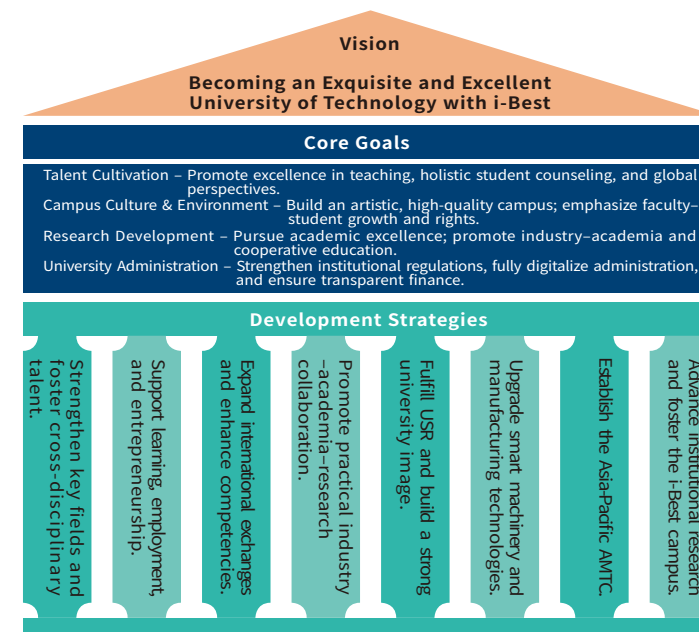 Vision
Becoming an Exquisite and Excellent
University of Technology with i-Best
Core Goals
Talent Cultivation – Promote excellence in teaching, holistic student counseling, and global
perspectives.
Campus Culture & Environment – Build an artistic, high-quality campus; emphasize faculty–
student growth and rights.
Research Development – Pursue academic excellence; promote industry–academia and
cooperative education.
University Administration – Strengthen institutional regulations, fully digitalize administration,
and ensure transparent finance.
Development Strategies
Strengthen key fields and
foster cross-disciplinary
talent.
Support learning, employment,
and entrepreneurship.
Expand international exchanges
and enhance competencies.
Promote practical industry
–academia–research
collaboration.
Fulfill USR and build a strong
university image.
Upgrade smart machinery and
manufacturing technologies.
Establish the Asia-Pacific AMTC.
Advance institutional research
and foster the i-Best campus.